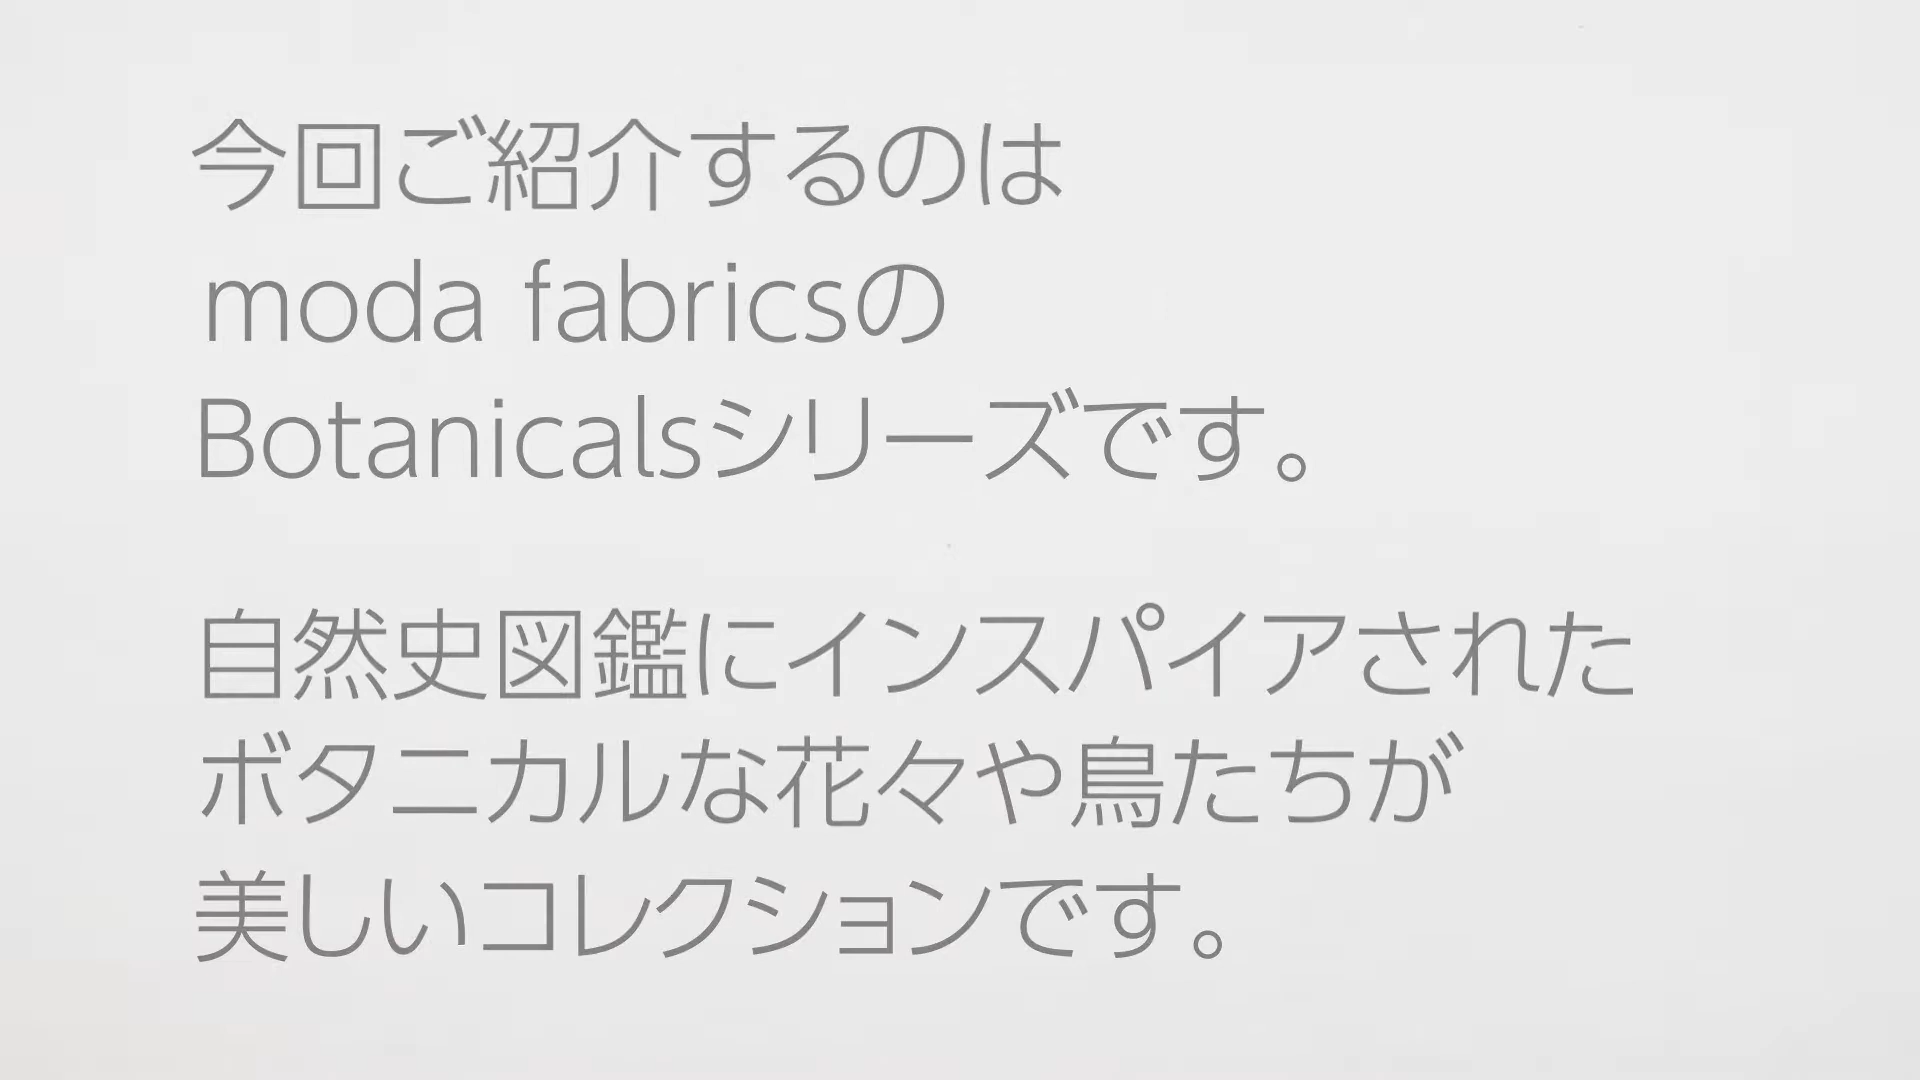 今回ご紹介するのは
moda fabricsの
Botanicalsシリーズです。
自然史図鑑にインスパイアされた
ボタニカルな花々や鳥たちが
美しいコレクションです。